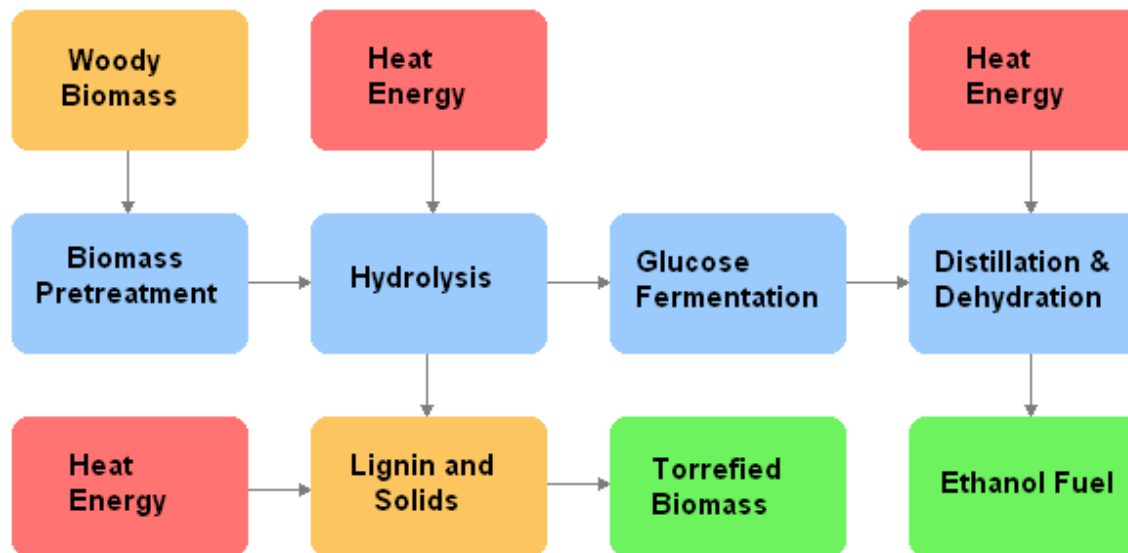 Woody
Biomass
Heat
Energy
Heat
Energy
Biomass
Pretreatment
Hydrolysis
Glucose
Fermentation
Distillation &
Dehydration
Heat
Energy
Lignin and
Solids
Torrefied
Biomass
Ethanol Fuel